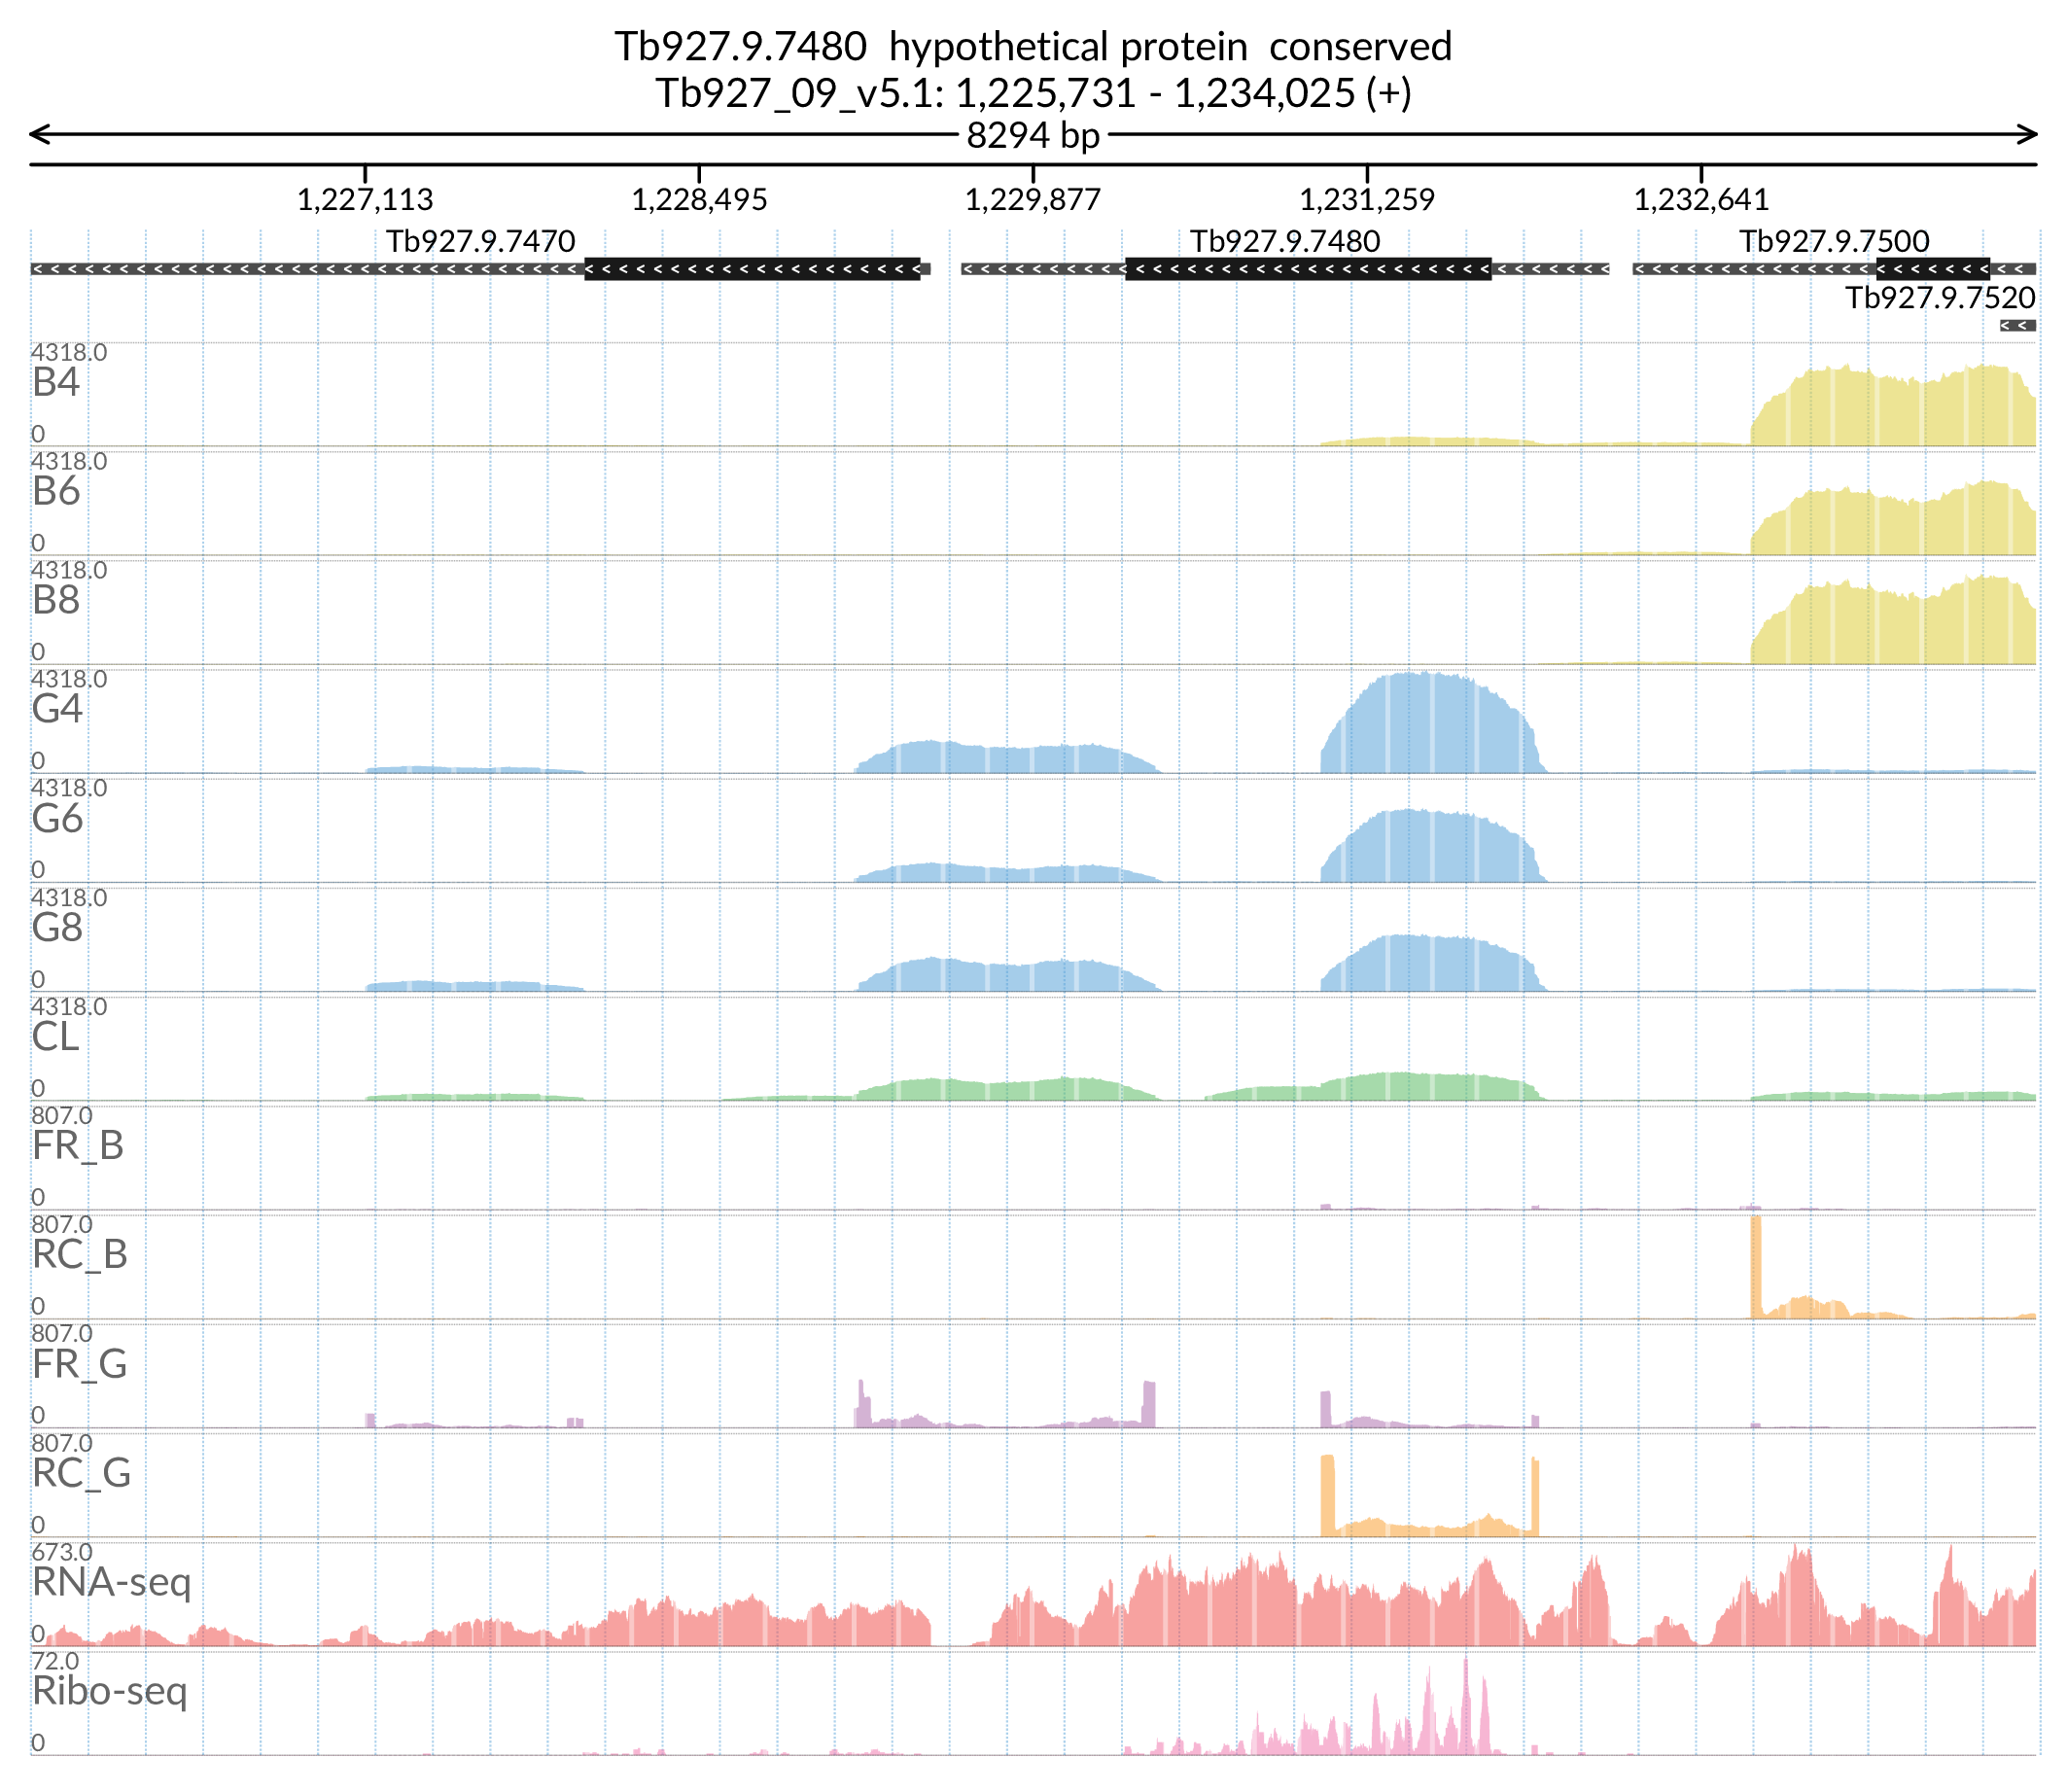 Tb927.9.7480 hypothetical protein conserved
Tb927_09_v5.1: 1,225,731 - 1,234,025 (+)
8294 bp
1,227,113 1,228,495 1,229,877 1,231,259 1,232,641
Tb927.9.7470 Tb927.9.7480 Tb927.9.7500
Tb927.9.7520
4318.0
B4
0
4318.0
B6
0
4318.0
B8
0
4318.0
G4
0
4318.0
G6
0
4318.0
G8
0
4318.0
CL
0
807.0
FR_B
0
807.0
RC_B
0
807.0
FR_G
0
807.0
RC_G
0
673.0
RNA-seq
0
72.0
Ribo-seq
0